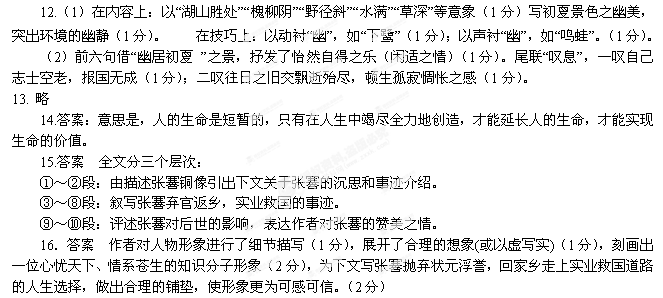 12.（1）在内容上：以“湖山胜处”“槐柳阴”“野径斜”“水满”“草深”等意象（1 分）写初夏景色之幽美，
突出环境的幽静（1 分）。　　在技巧上：以动衬“幽”，如“下鹭”（1 分）；以声衬“幽”，如“鸣蛙”。（1 分）。
（2）前六句借“幽居初夏 ”之景，抒发了怡然自得之乐（闲适之情）（1 分）。尾联“叹息”，一叹自己
志士空老，报国无成（1 分）；二叹往日之旧交飘逝殆尽，顿生孤寂惆怅之感（1 分）。
13. 略
14.答案：意思是，人的生命是短暂的，只有在人生中竭尽全力地创造，才能延长人的生命，才能实现
生命的价值。
15.答案　全文分三个层次：
①～②段：由描述张謇铜像引出下文关于张謇的沉思和事迹介绍。
③～⑧段：叙写张謇弃官返乡，实业救国的事迹。
⑨～⑩段：评述张謇对后世的影响，表达作者对张謇的赞美之情。
16. 答案　作者对人物形象进行了细节描写（1 分），展开了合理的想象(或以虚写实)（1 分），刻画出
一位心忧天下、情系苍生的知识分子形象（2 分），为下文写张謇抛弃状元浮誉，回家乡走上实业救国道路
的人生选择，做出合理的铺垫，使形象更为可感可信。（2 分）